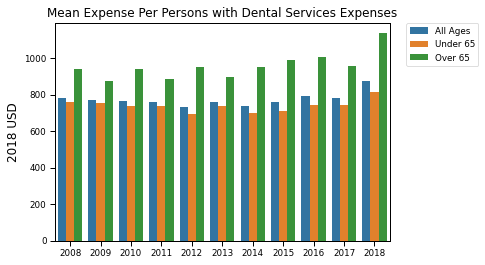 Mean Expense Per Persons with Dental Services Expenses
All Ages
Under 65
Over 65
2018 USD
1000
800
600
400
200
0
2008 2009 2010 2011 2012 2013 2014 2015 2016 2017 2018